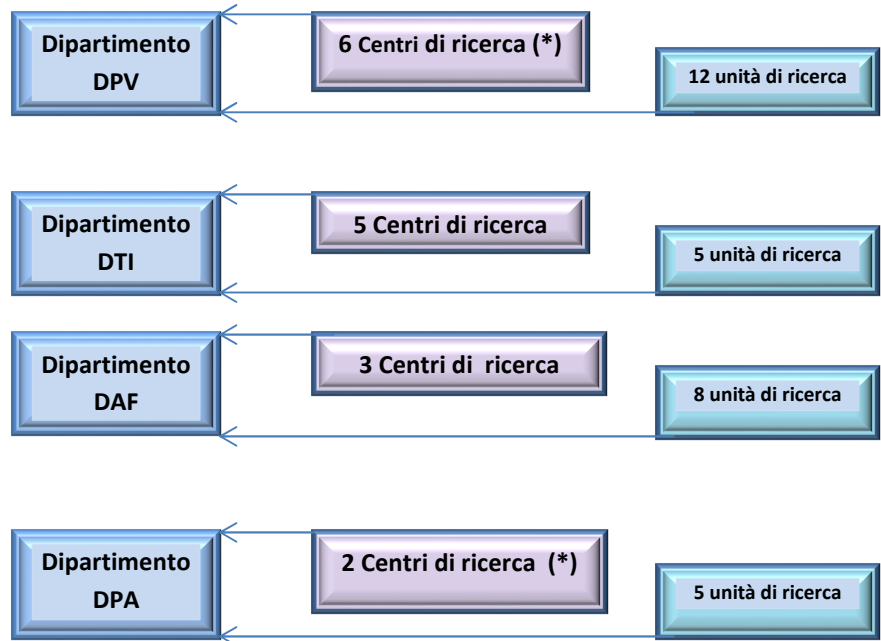 Dipartimento
DPV
6 Centri di ricerca (*)
12 unità di ricerca
Dipartimento
DTI
5 Centri di ricerca
5 unità di ricerca
Dipartimento
DAF
3 Centri di  ricerca
8 unità di ricerca
Dipartimento
DPA
2 Centri di ricerca  (*)
5 unità di ricerca